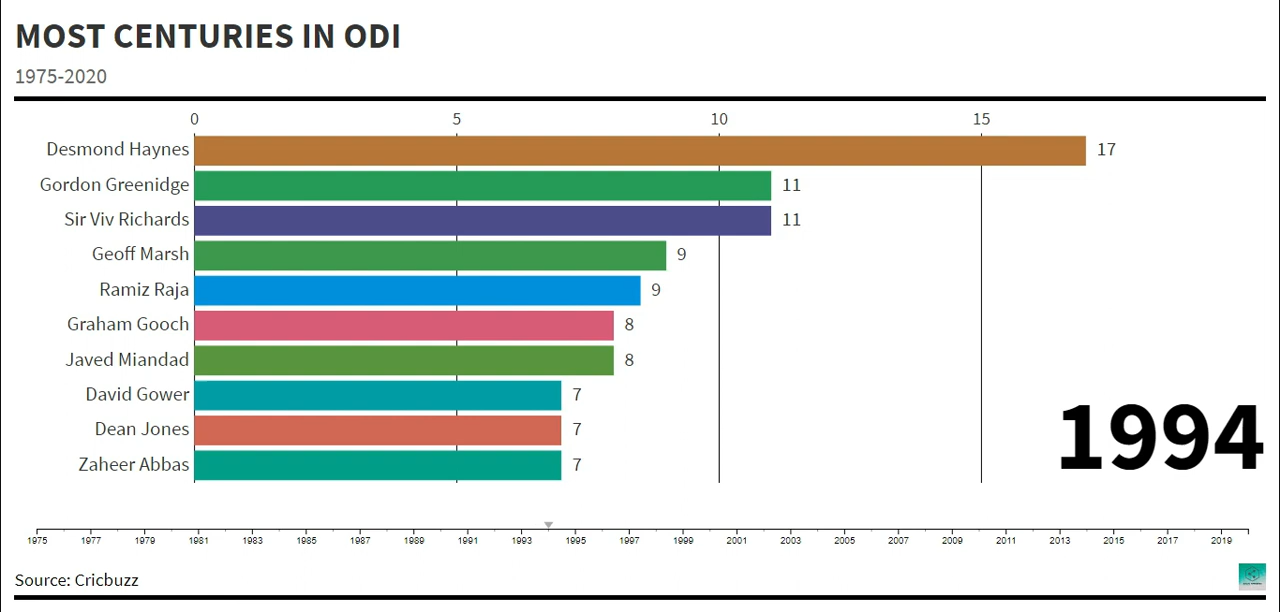 MOST CENTURIES IN ODI
1975-2020
0 5 10 15
Desmond Haynes 17
Gordon Greenidge 11
Sir Viv Richards 11
Geoff Marsh 9
Ramiz Raja 9
Graham Gooch 8
Javed Miandad 8
David Gower 7
Dean Jones 7
Zaheer Abbas 7
1994
1975 1977 1979 1981 1983 1985 1987 1989 1991 1993 1995 1997 1999 2001 2003 2005 2007 2009 2011 2013 2015 2017 2019
Source: Cricbuzz